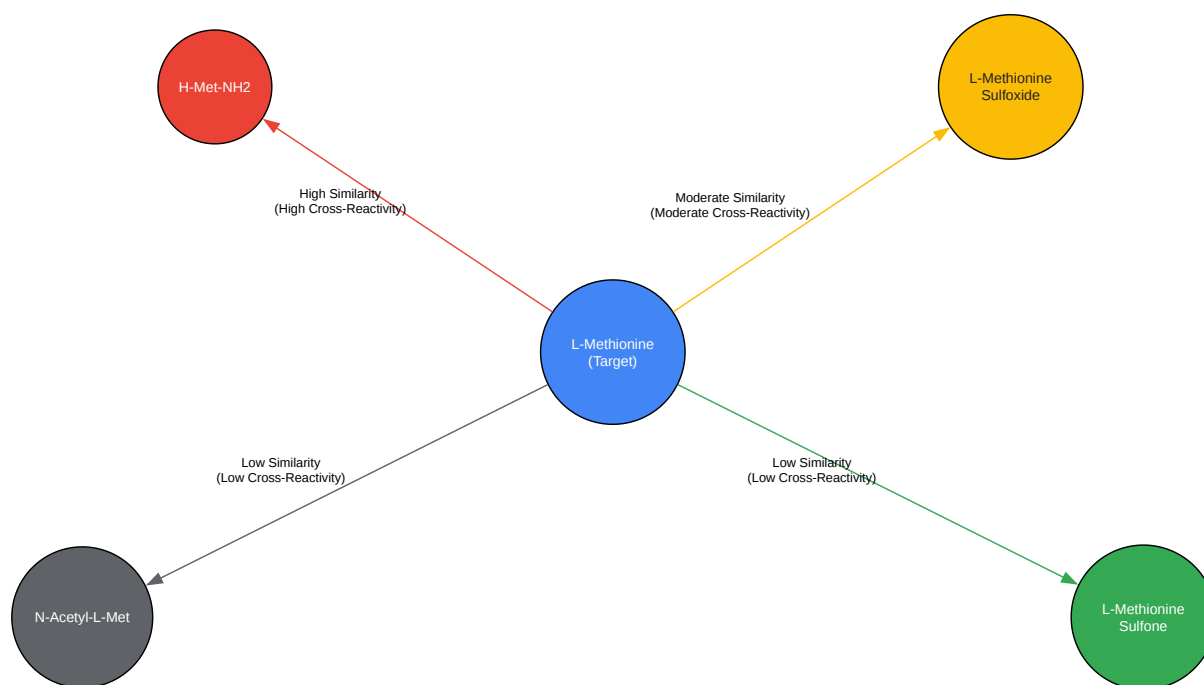 H-Met-NH2
L-Methionine
Sulfoxide
High Similarity
(High Cross-Reactivity)
Moderate Similarity
(Moderate Cross-Reactivity)
L-Methionine
(Target)
Low Similarity
(Low Cross-Reactivity)
Low Similarity
(Low Cross-Reactivity)
N-Acetyl-L-Met
L-Methionine
Sulfone